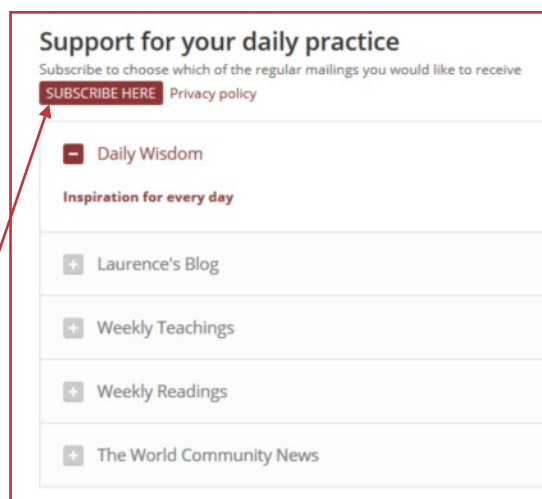 Support for your daily practice
Subscribe to choose which of the regular mailings you would like to receive
SUBSCRIBE HERE Privacy policy
Daily Wisdom
Inspiration for every day
Laurence's Blog
Weekly Teachings
Weekly Readings
The World Community News